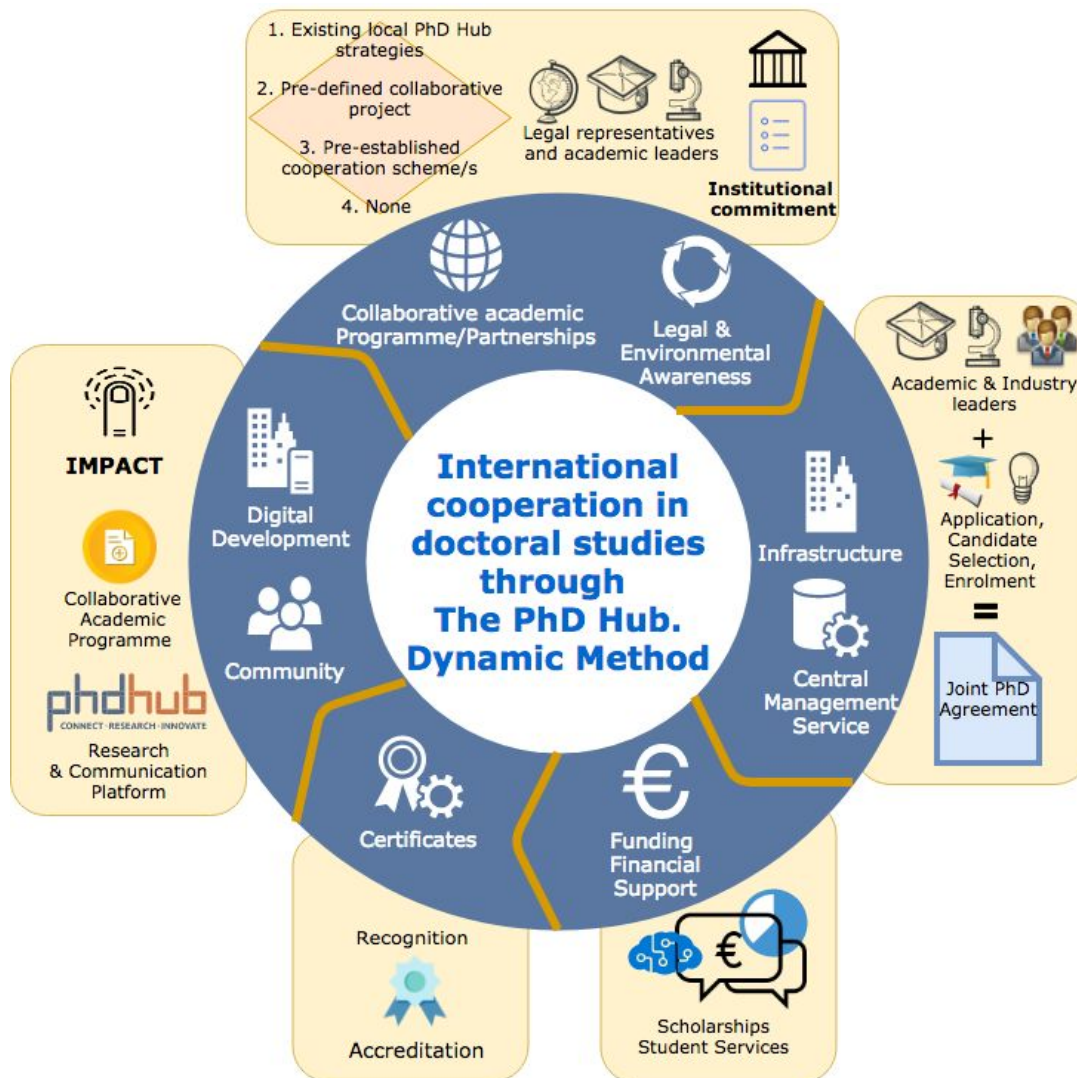 1. Existing local PhD Hub
strategies
2. Pre-defined collaborative
project
3. Pre-established
cooperation scheme/s
4. None
Legal representatives
and academic leaders
Institutional
commitment
Collaborative academic
Programme/Partnerships
Legal &
Environmental
Awareness
Academic & Industry
leaders
+
Application,
Candidate
Selection,
Enrolment
=
Joint PhD
Agreement
Infrastructure
Central
Management
Service
International
cooperation in
doctoral studies
through
The PhD Hub.
Dynamic Method
IMPACT
Collaborative
Academic
Programme
phdhub
CONNECT·RESEARCH·INNOVATE
Research
& Communication
Platform
Digital
Development
Community
Certificates
Recognition
Accreditation
€
Funding
Financial
Support
€
Scholarships
Student Services